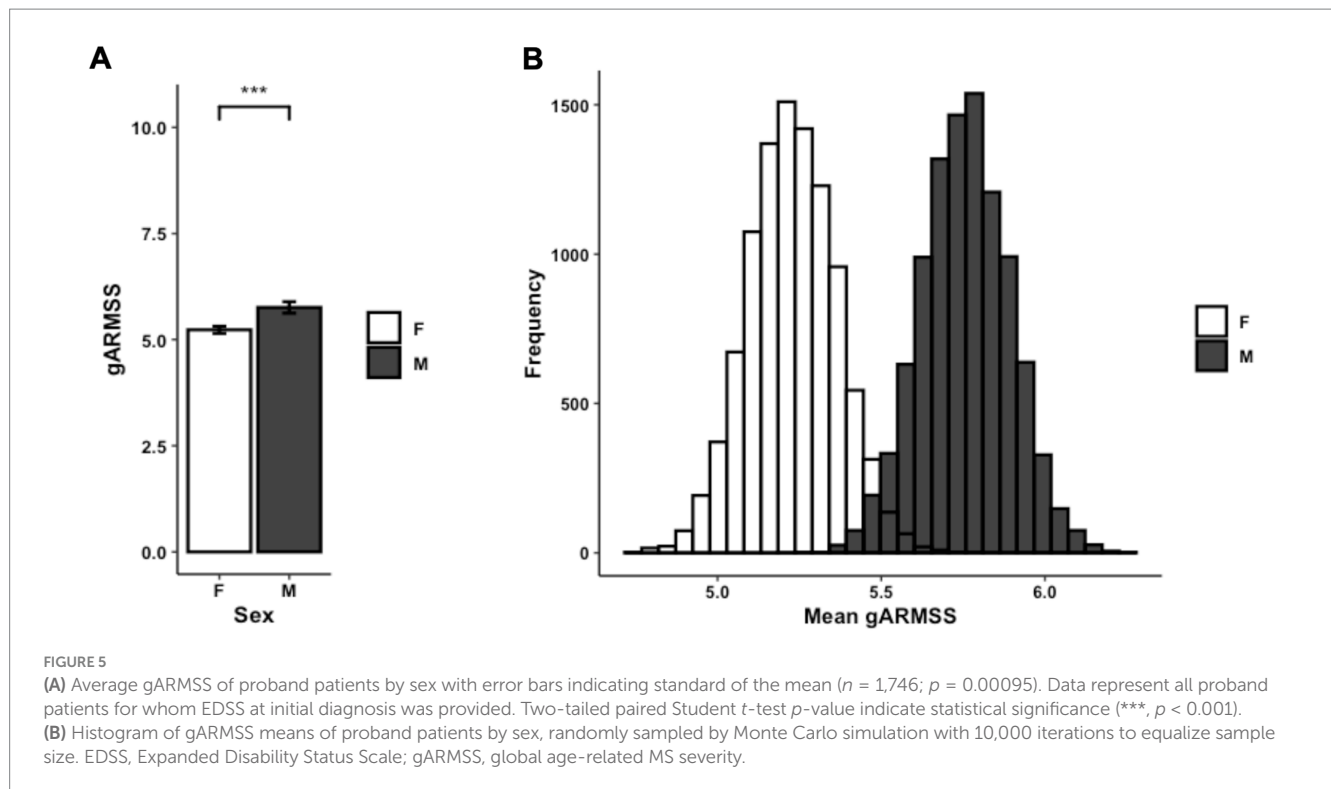 A
***
10.0
7.5
5.0
2.5
0.0
gARMSS
F
M
Sex
F
M
B
1500
1000
500
0
Frequency
5.0
5.5
6.0
Mean gARMSS
F
M
FIGURE 5
(A) Average gARMSS of proband patients by sex with error bars indicating standard of the mean (n = 1,746; p = 0.00095). Data represent all proband
patients for whom EDSS at initial diagnosis was provided. Two-tailed paired Student t-test p-value indicate statistical significance (***, p < 0.001).
(B) Histogram of gARMSS means of proband patients by sex, randomly sampled by Monte Carlo simulation with 10,000 iterations to equalize sample
size. EDSS, Expanded Disability Status Scale; gARMSS, global age-related MS severity.